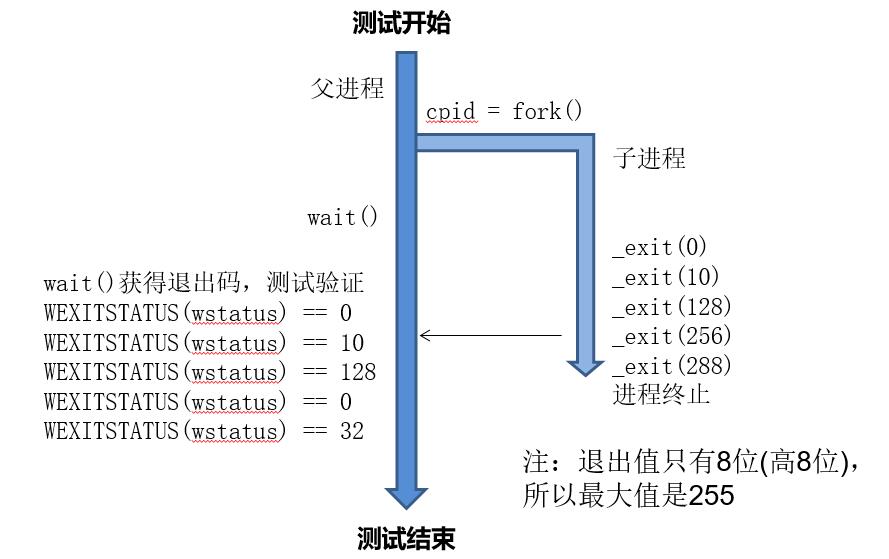 测试开始
父进程
cpid = fork()
子进程
wait()
wait()获得退出码，测试验证
WEXITSTATUS(wstatus) == 0
WEXITSTATUS(wstatus) == 10
WEXITSTATUS(wstatus) == 128
WEXITSTATUS(wstatus) == 0
WEXITSTATUS(wstatus) == 32
_exit(0)
_exit(10)
_exit(128)
_exit(256)
_exit(288)
进程终止
注：退出值只有8位(高8位)，
所以最大值是255
测试结束